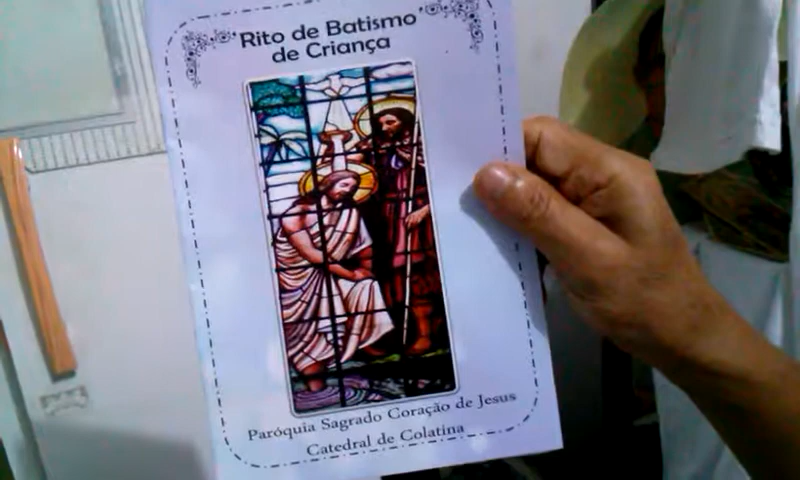 Rito de Batismo
de Criança
Paróquia Sagrado Coração de Jesus
Catedral de Colatina